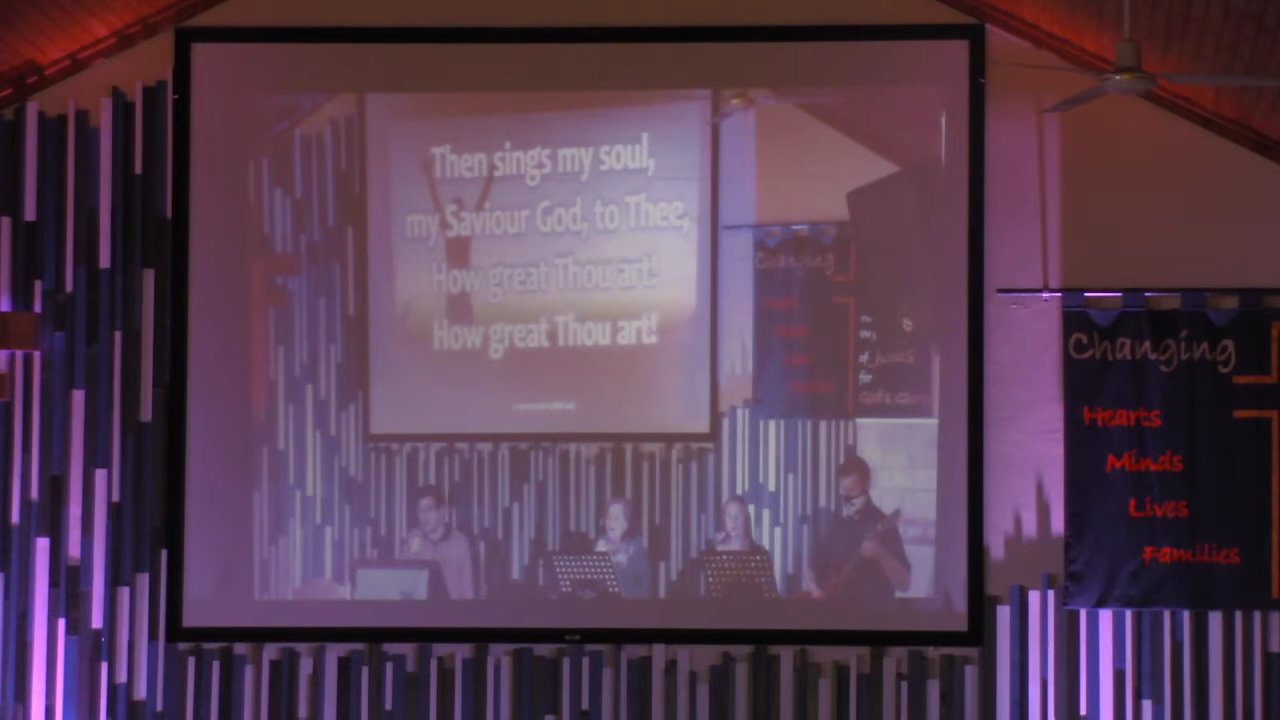 Then sings my soul,
my Saviour God, to Thee,
How great Thou art!
How great Thou art!
Changing
Changing
Hearts
Minds
Lives
Families